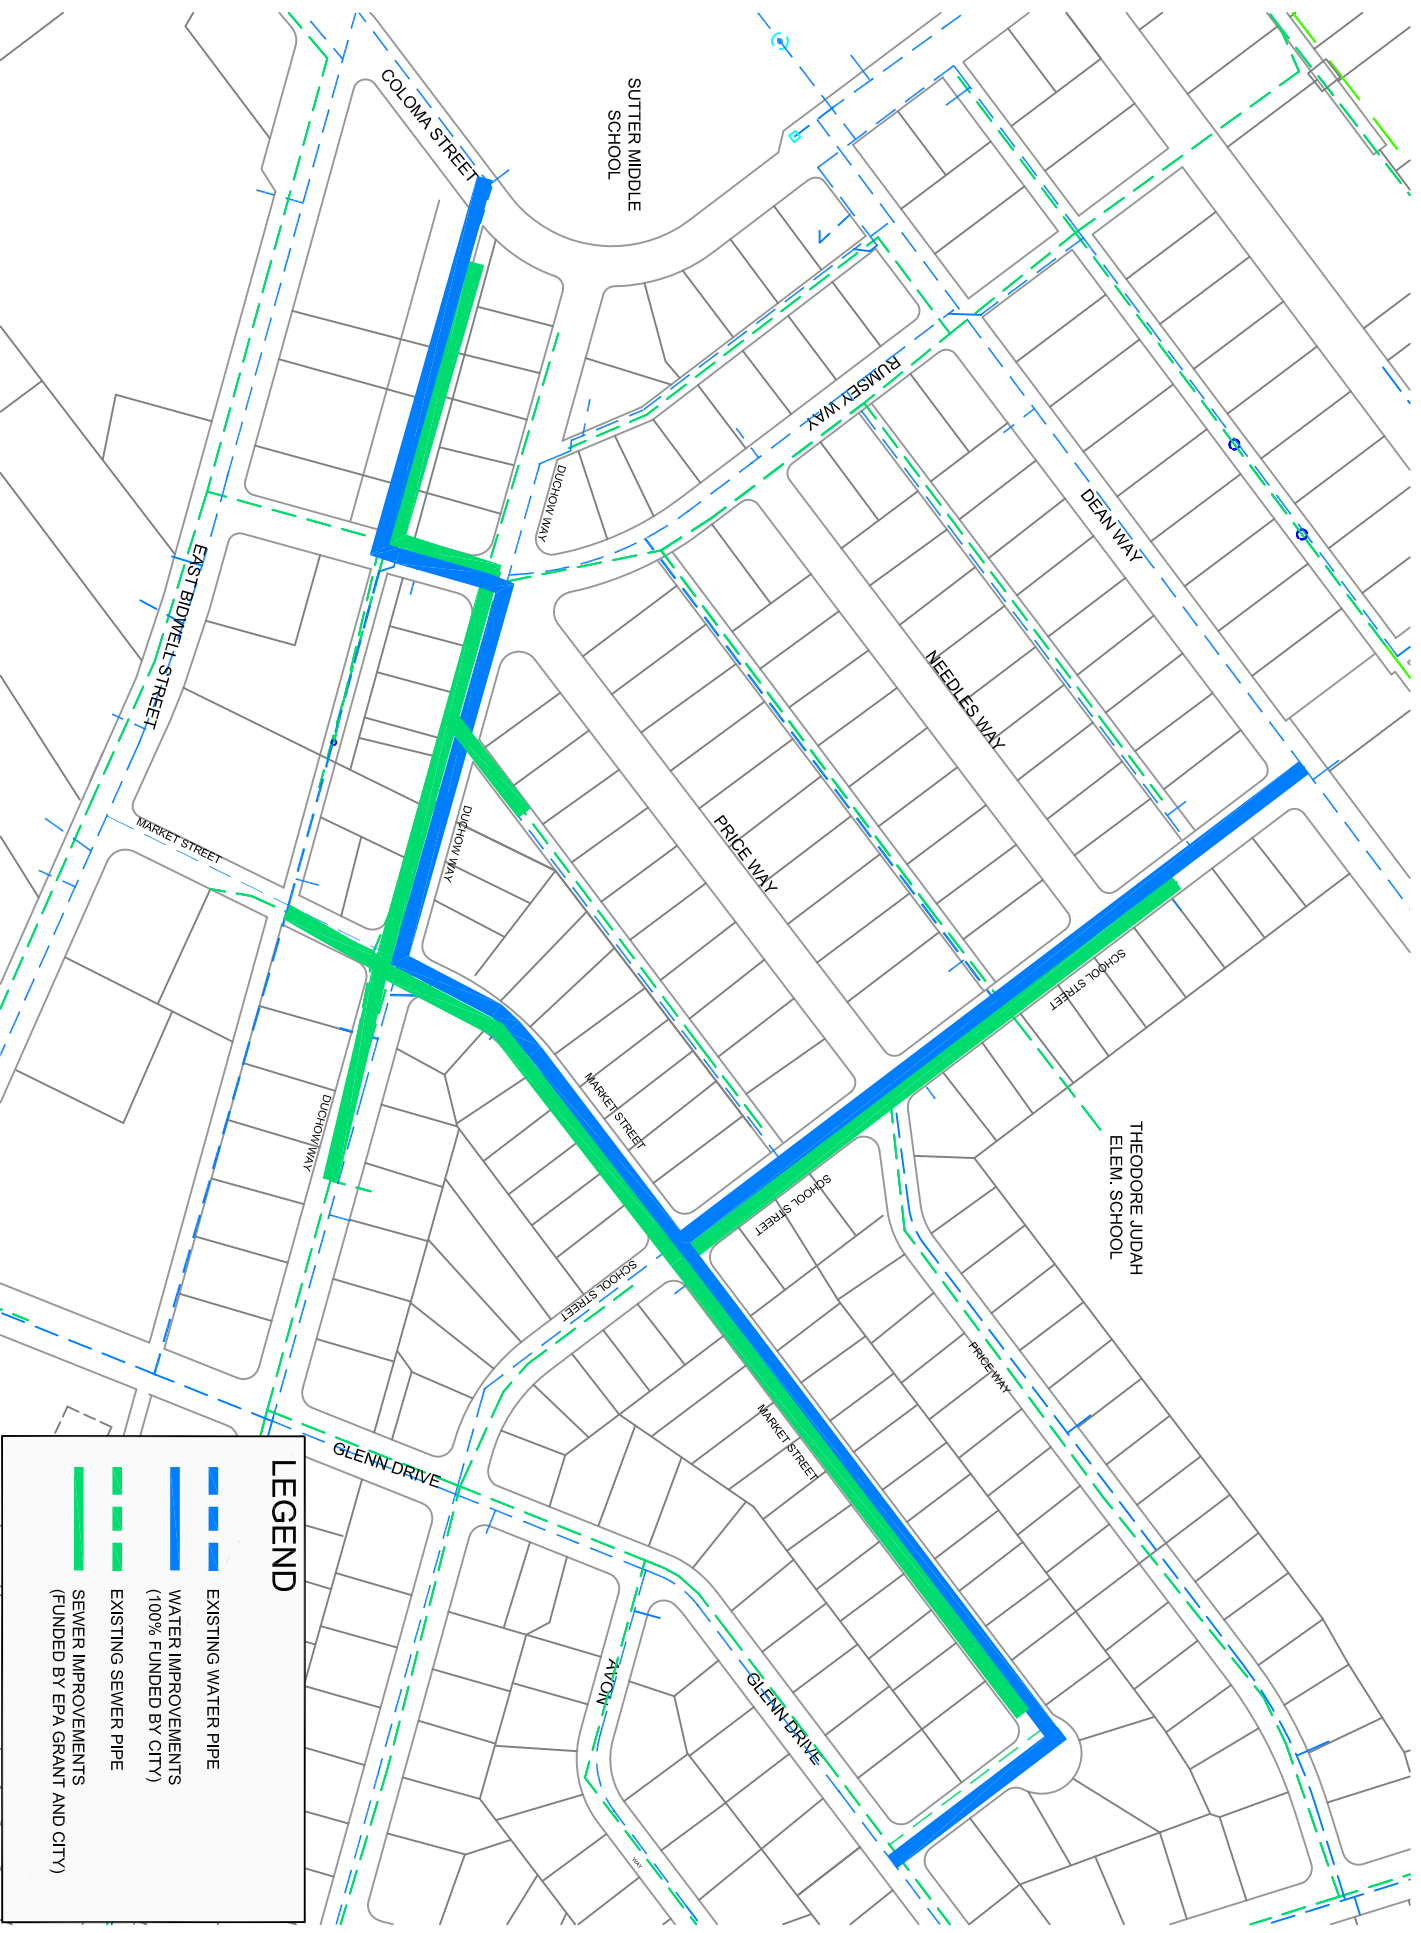 SUTTER MIDDLE
SCHOOL
COLOMA STREET
RUMSEY WAY
DEAN WAY
DUCHOW WAY
EAST BIDWELL STREET
NEEDLES WAY
PRICE WAY
DUCHOW WAY
MARKET STREET
SCHOOL STREET
MARKET STREET
DUCHOW WAY
THEODORE JUDAH
ELEM. SCHOOL
SCHOOL STREET
SCHOOL STREET
PRICE WAY
MARKET STREET
GLENN DRIVE
GLENN DRIVE
AVON
WAY
LEGEND
EXISTING WATER PIPE
WATER IMPROVEMENTS
(100% FUNDED BY CITY)
EXISTING SEWER PIPE
SEWER IMPROVEMENTS
(FUNDED BY EPA GRANT AND CITY)